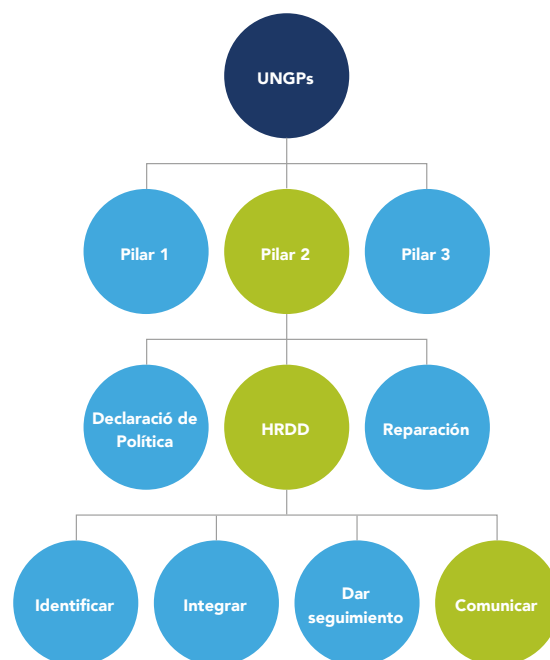 UNGPs
Pilar 1
Pilar 2
Pilar 3
Declaració de
Política
HRDD
Reparación
Identificar
Integrar
Dar
seguimiento
Comunicar